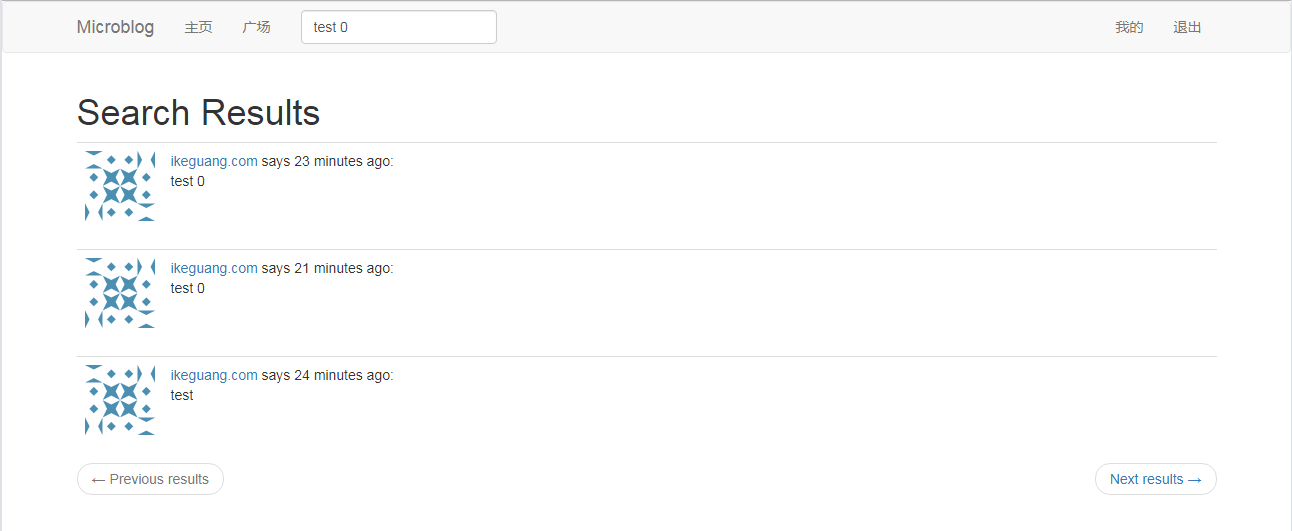 Microblog 主页 广场 test 0 我的 退出
Search Results
ikeguang.com says 23 minutes ago:
test 0
ikeguang.com says 21 minutes ago:
test 0
ikeguang.com says 24 minutes ago:
test
← Previous results Next results →